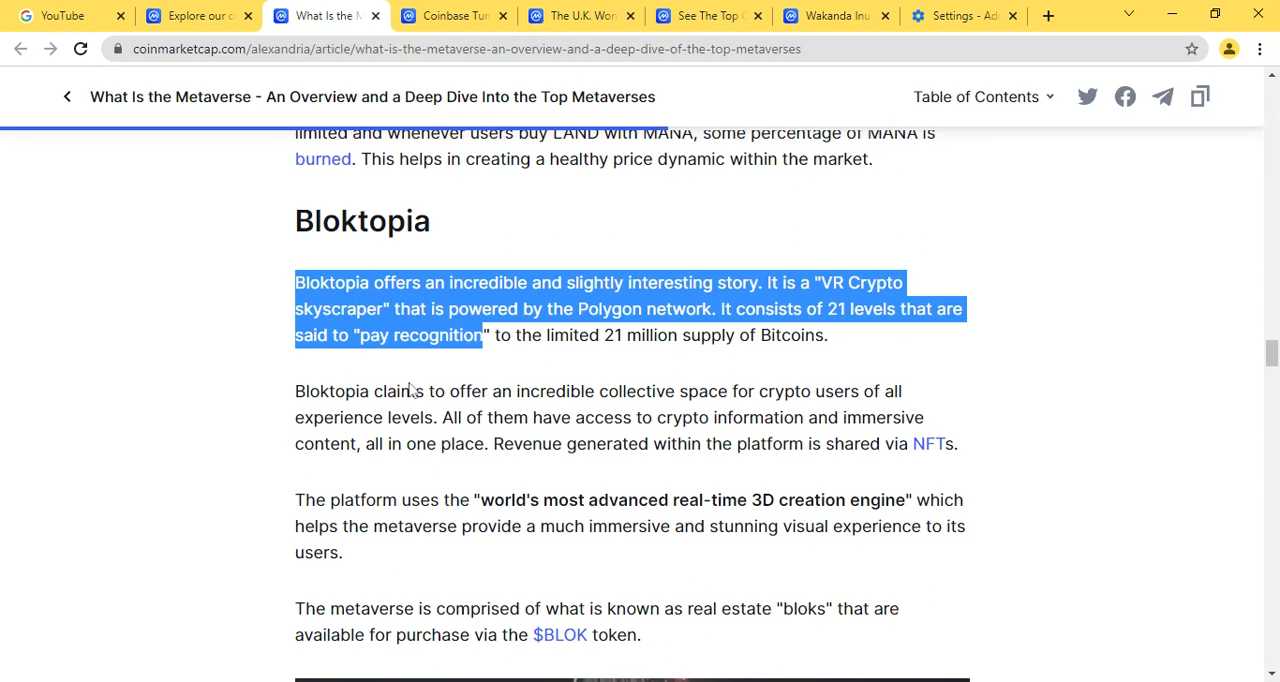 YouTube
Explore our c
What Is the M
Coinbase Tur
The U.K. Won
See The Top
Wakanda Inu
Settings - Ad
coinmarketcap.com/alexandria/article/what-is-the-metaverse-an-overview-and-a-deep-dive-of-the-top-metaverses
What Is the Metaverse - An Overview and a Deep Dive Into the Top Metaverses
Table of Contents
limited and whenever users buy LAND with MANA, some percentage of MANA is
burned. This helps in creating a healthy price dynamic within the market.
Bloktopia
Bloktopia offers an incredible and slightly interesting story. It is a "VR Crypto
skyscraper" that is powered by the Polygon network. It consists of 21 levels that are
said to "pay recognition" to the limited 21 million supply of Bitcoins.
Bloktopia claims to offer an incredible collective space for crypto users of all
experience levels. All of them have access to crypto information and immersive
content, all in one place. Revenue generated within the platform is shared via NFTs.
The platform uses the "world's most advanced real-time 3D creation engine" which
helps the metaverse provide a much immersive and stunning visual experience to its
users.
The metaverse is comprised of what is known as real estate "bloks" that are
available for purchase via the $BLOK token.